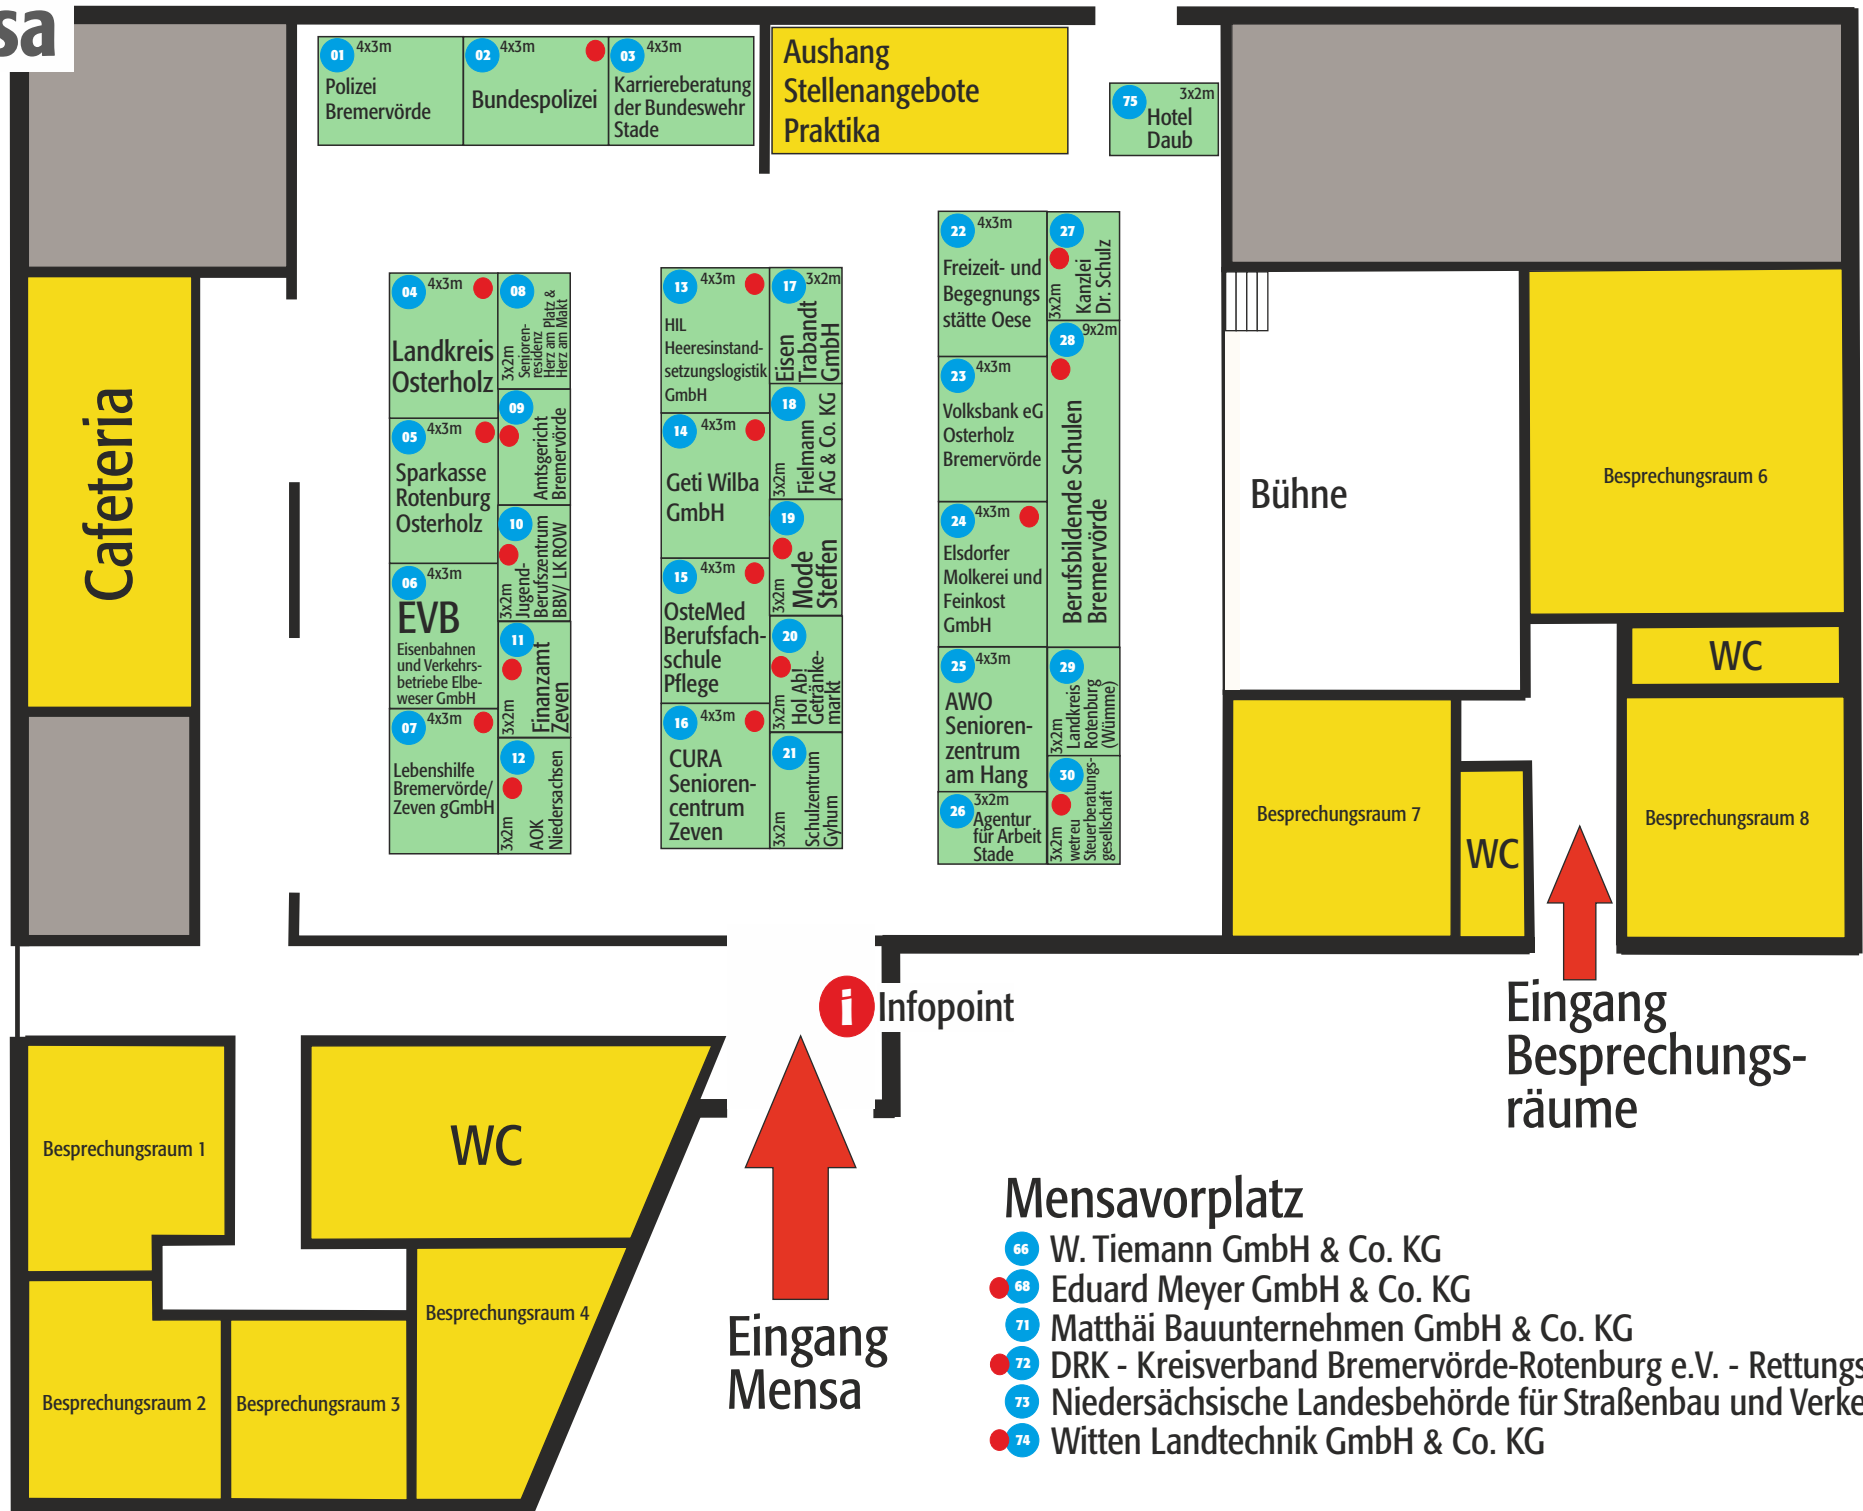 sa
01 4x3m
Polizei
Bremervörde
02 4x3m
Bundespolizei
03 4x3m
Karriereberatung
der Bundeswehr
Stade
Aushang
Stellenangebote
Praktika
75 3x2m
Hotel
Daub
Cafeteria
04 4x3m
Landkreis
Osterholz
05 4x3m
Sparkasse
Rotenburg
Osterholz
06 4x3m
EVB
Eisenbahnen
und Verkehrs-
betriebe Elbe-
weser GmbH
07 4x3m
Lebenshilfe
Bremervörde/
Zeven gGmbH
08
3x2m
Senioren-
residenz
Herz am Platz &
Herz am Makt
09
Amtsgericht
Bremervörde
10
3x2m
Jugend-
Berufszentrum
BBV/ LK ROW
11
3x2m
Finanzamt
Zeven
12
3x2m
AOK
Niedersachsen
13 4x3m
HIL
Heeresinstand-
setzungslogistik
GmbH
14 4x3m
Geti Wilba
GmbH
15 4x3m
OsteMed
Berufsfach-
schule
Pflege
16 4x3m
CURA
Senioren-
centrum
Zeven
17 3x2m
Eisen
Trabandt
GmbH
18
3x2m
Fielmann
AG & Co. KG
19
3x2m
Mode
Steffen
20
3x2m
Hol Ab!
Getränke-
markt
21
3x2m
Schulzentrum
Gyhum
22 4x3m
Freizeit- und
Begegnungs
stätte Oese
23 4x3m
Volksbank eG
Osterholz
Bremervörde
24 4x3m
Elsdorfer
Molkerei und
Feinkost
GmbH
25 4x3m
AWO
Senioren-
zentrum
am Hang
26 3x2m
Agentur
für Arbeit
Stade
27
3x2m
Kanzlei
Dr. Schulz
28 9x2m
Berufsbildende Schulen
Bremervörde
29
3x2m
Landkreis
Rotenburg
(Wümme)
30
3x2m
wetreu
Steuerberatungs-
gesellschaft
Bühne
Besprechungsraum 6
WC
Besprechungsraum 7
WC
Besprechungsraum 8
Eingang
Besprechungs-
räume
i Infopoint
Besprechungsraum 1
WC
Besprechungsraum 2
Besprechungsraum 3
Besprechungsraum 4
Eingang
Mensa
Mensavorplatz
66 W. Tiemann GmbH & Co. KG
68 Eduard Meyer GmbH & Co. KG
71 Matthäi Bauunternehmen GmbH & Co. KG
72 DRK - Kreisverband Bremervörde-Rotenburg e.V. - Rettungs
73 Niedersächsische Landesbehörde für Straßenbau und Verke
74 Witten Landtechnik GmbH & Co. KG